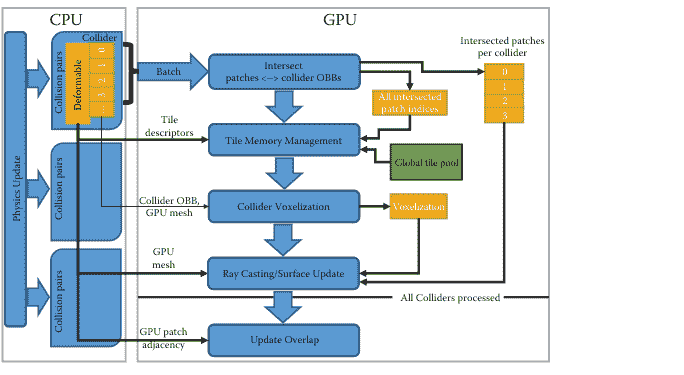 CPU
GPU
Physics Update
Collision pairs
Deformable
Collider
0
1
2
3
Collision pairs
Collision pairs
Batch
Intersect
patches <–> collider OBBs
Intersected patches
per collider
0
1
2
3
All intersected
patch indices
Tile
descriptors
Tile Memory Management
Global tile pool
Collider OBB,
GPU mesh
Collider Voxelization
Voxelization
GPU
mesh
Ray Casting/Surface Update
All Colliders processed
GPU patch
adjacency
Update Overlap